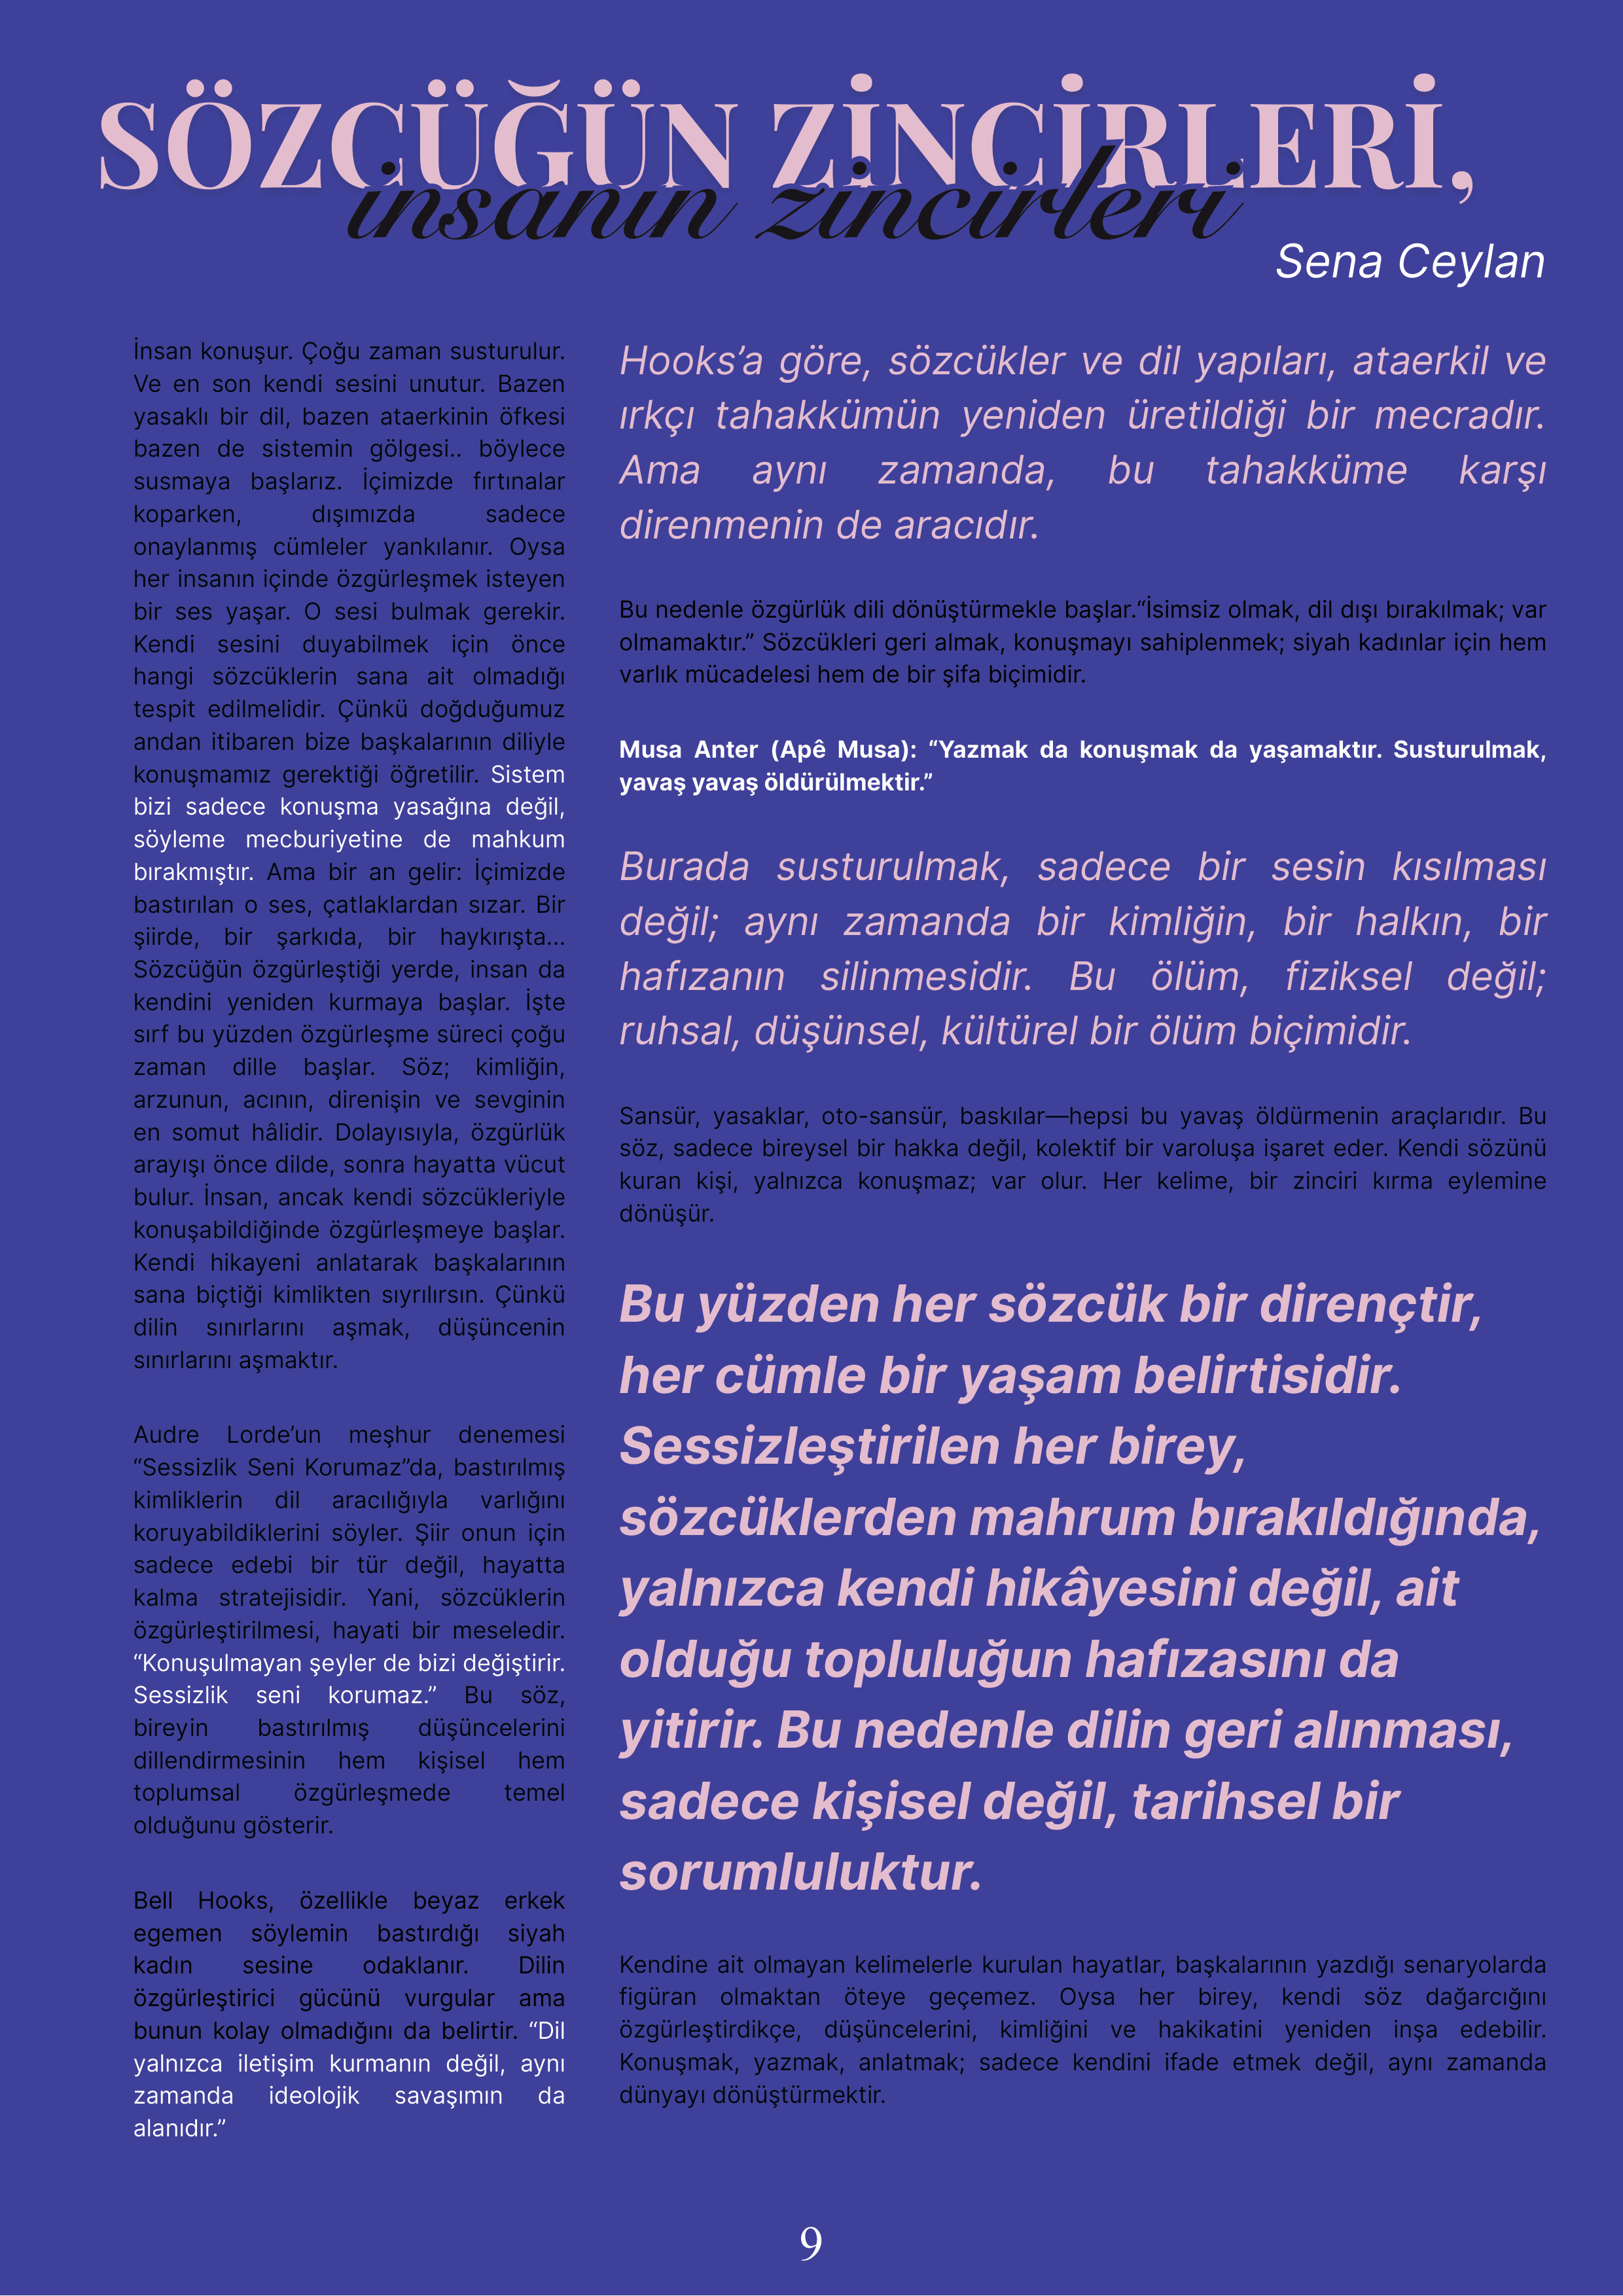 SÖZCÜĞÜN ZİNCİRLERİ,
insanın zincirleri
Sena Ceylan
İnsan konuşur. Çoğu zaman susturulur.
Ve en son kendi sesini unutur. Bazen
yasaklı bir dil, bazen ataerkinin öfkesi
bazen de sistemin gölgesi.. böylece
susmaya başlarız. İçimizde fırtınalar
koparken, dışımızda sadece
onaylanmış cümleler yankılanır. Oysa
her insanın içinde özgürleşmek isteyen
bir ses yaşar. O sesi bulmak gerekir.
Kendi sesini duyabilmek için önce
hangi sözcüklerin sana ait olmadığı
tespit edilmelidir. Çünkü doğduğumuz
andan itibaren bize başkalarının diliyle
konuşmamız gerektiği öğretilir. Sistem
bizi sadece konuşma yasağına değil,
söyleme mecburiyetine de mahkum
bırakmıştır. Ama bir an gelir: İçimizde
bastırılan o ses, çatlaklardan sızar. Bir
şiirde, bir şarkıda, bir haykırışta...
Sözcüğün özgürleştiği yerde, insan da
kendini yeniden kurmaya başlar. İşte
sırf bu yüzden özgürleşme süreci çoğu
zaman dille başlar. Söz; kimliğin,
arzunun, acının, direnişin ve sevginin
en somut hâlidir. Dolayısıyla, özgürlük
arayışı önce dilde, sonra hayatta vücut
bulur. İnsan, ancak kendi sözcükleriyle
konuşabildiğinde özgürleşmeye başlar.
Kendi hikayeni anlatarak başkalarının
sana biçtiği kimlikten sıyrılırsın. Çünkü
dilin sınırlarını aşmak, düşüncenin
sınırlarını aşmaktır.
Audre Lorde’un meşhur denemesi
“Sessizlik Seni Korumaz”da, bastırılmış
kimliklerin dil aracılığıyla varlığını
koruyabildiklerini söyler. Şiir onun için
sadece edebi bir tür değil, hayatta
kalma stratejisidir. Yani, sözcüklerin
özgürleştirilmesi, hayati bir meseledir.
“Konuşulmayan şeyler de bizi değiştirir.
Sessizlik seni korumaz.” Bu söz,
bireyin bastırılmış düşüncelerini
dillendirmesinin hem kişisel hem
toplumsal özgürleşmede temel
olduğunu gösterir.
Bell Hooks, özellikle beyaz erkek
egemen söylemin bastırdığı siyah
kadın sesine odaklanır. Dilin
özgürleştirici gücünü vurgular ama
bunun kolay olmadığını da belirtir. “Dil
yalnızca iletişim kurmanın değil, aynı
zamanda ideolojik savaşımın da
alanıdır.”
Hooks’a göre, sözcükler ve dil yapıları, ataerkil ve
ırkçı tahakkümün yeniden üretildiği bir mecradır.
Ama aynı zamanda, bu tahakküme karşı
direnmenin de aracıdır.
Bu nedenle özgürlük dili dönüştürmekle başlar.“İsimsiz olmak, dil dışı bırakılmak; var
olmamaktır.” Sözcükleri geri almak, konuşmayı sahiplenmek; siyah kadınlar için hem
varlık mücadelesi hem de bir şifa biçimidir.
Musa Anter (Apê Musa): “Yazmak da konuşmak da yaşamaktır. Susturulmak,
yavaş yavaş öldürülmektir.”
Burada susturulmak, sadece bir sesin kısılması
değil; aynı zamanda bir kimliğin, bir halkın, bir
hafızanın silinmesidir. Bu ölüm, fiziksel değil;
ruhsal, düşünsel, kültürel bir ölüm biçimidir.
Sansür, yasaklar, oto-sansür, baskılar—hepsi bu yavaş öldürmenin araçlarıdır. Bu
söz, sadece bireysel bir hakka değil, kolektif bir varoluşa işaret eder. Kendi sözünü
kuran kişi, yalnızca konuşmaz; var olur. Her kelime, bir zinciri kırma eylemine
dönüşür.
Bu yüzden her sözcük bir dirençtir,
her cümle bir yaşam belirtisidir.
Sessizleştirilen her birey,
sözcüklerden mahrum bırakıldığında,
yalnızca kendi hikâyesini değil, ait
olduğu topluluğun hafızasını da
yitirir. Bu nedenle dilin geri alınması,
sadece kişisel değil, tarihsel bir
sorumluluktur.
Kendine ait olmayan kelimelerle kurulan hayatlar, başkalarının yazdığı senaryolarda
figüran olmaktan öteye geçemez. Oysa her birey, kendi söz dağarcığını
özgürleştirdikçe, düşüncelerini, kimliğini ve hakikatini yeniden inşa edebilir.
Konuşmak, yazmak, anlatmak; sadece kendini ifade etmek değil, aynı zamanda
dünyayı dönüştürmektir.
9